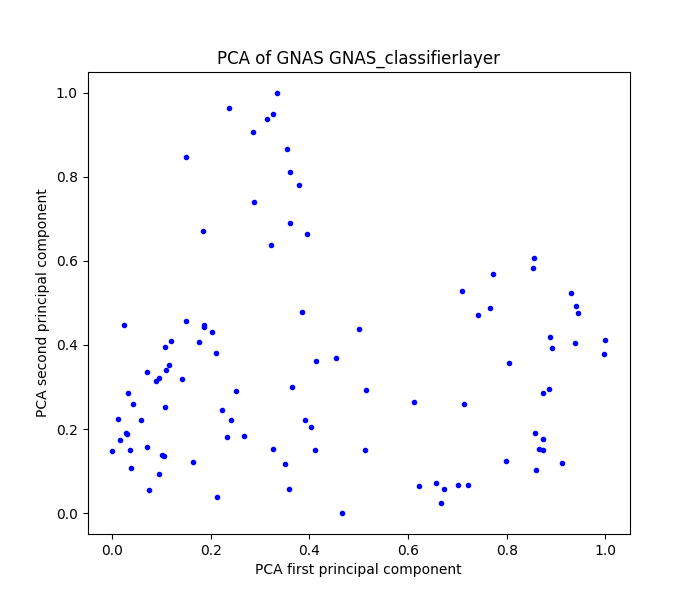 PCA of GNAS GNAS_classifierlayer
1.0
0.8
0.6
0.4
0.2
0.0
PCA second principal component
0.0 0.2 0.4 0.6 0.8 1.0
PCA first principal component